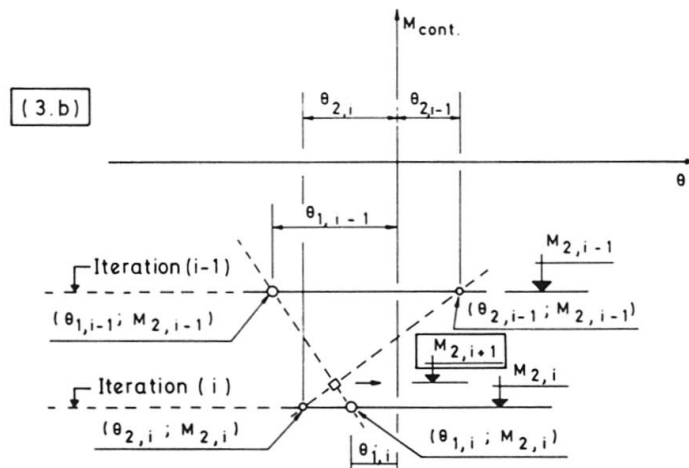 M cont.
(3.b)
θ2,i
θ2,i-1
θ
θ1,i-1
Iteration (i-1)
M2,i-1
(θ1,i-1; M2,i-1)
(θ2,i-1; M2,i-1)
M2,i+1
Iteration (i)
M2,i
(θ2,i; M2,i)
(θ1,i; M2,i)
θ1,i